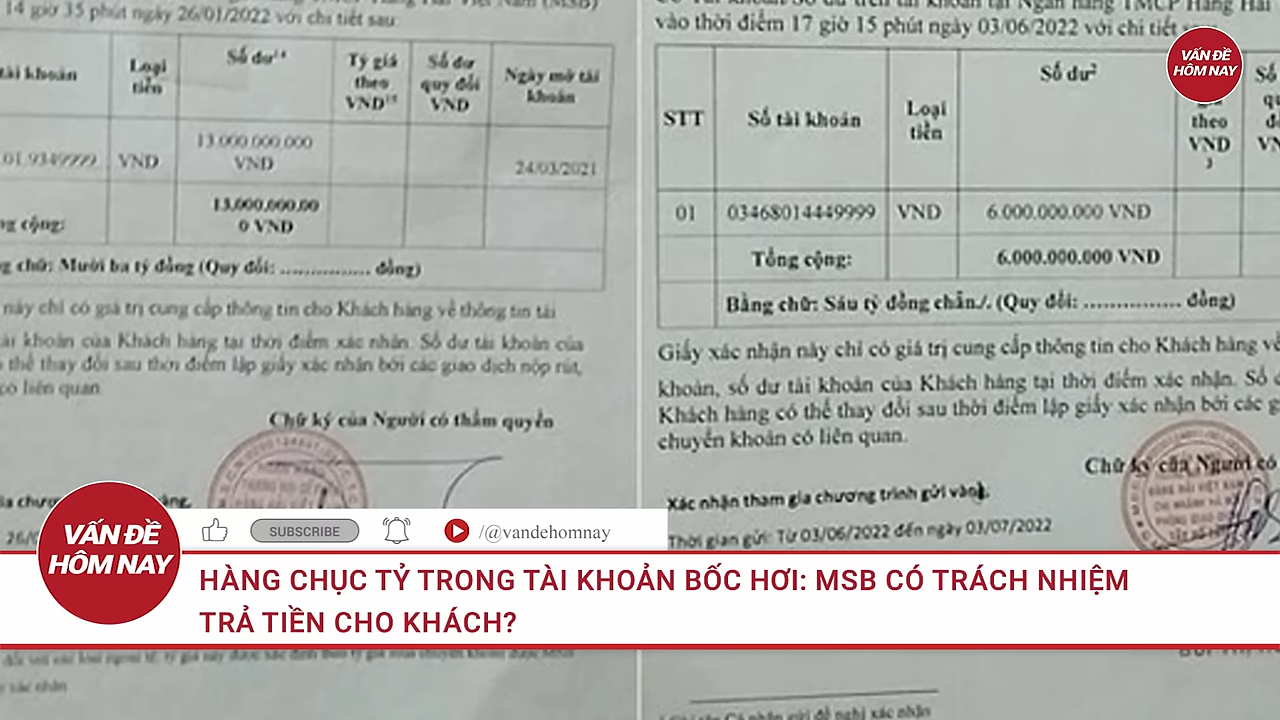 14 giờ 35 phút ngày 26/01/2022 với chi tiết sau:
tài khoản
Loại tiền
Số dư¹⁴
Tỷ giá theo VND¹⁵
Số dư quy đổi VND
Ngày mở tài khoản
01.9349999
VND
13.000.000.000 VND
24/03/2021
13.000.000.00
0 VND
cộng:
chữ: Mười ba tỷ đồng (Quy đổi: ................ đồng)
này chỉ có giá trị cung cấp thông tin cho Khách hàng về thông tin tài
khoản của Khách hàng tại thời điểm xác nhận. Số dư tài khoản của
thể thay đổi sau thời điểm lập giấy xác nhận bởi các giao dịch nộp rút,
có liên quan.
Chữ ký của Người có thẩm quyền
vào thời điểm 17 giờ 15 phút ngày 03/06/2022 với chi tiết
STT
Số tài khoản
Loại tiền
Số dư²
theo VND
3
Số
01
03468014449999
VND
6.000.000.000 VND
Tổng cộng:
6.000.000.000 VND
Bằng chữ: Sáu tỷ đồng chẵn./. (Quy đổi: ................ đồng)
Giấy xác nhận này chỉ có giá trị cung cấp thông tin cho Khách hàng về
khoản, số dư tài khoản của Khách hàng tại thời điểm xác nhận. Số
Khách hàng có thể thay đổi sau thời điểm lập giấy xác nhận bởi các
chuyển khoản có liên quan.
Chữ ký của Người có
Xác nhận tham gia chương trình gửi vàng.
Thời gian gửi: Từ 03/06/2022 đến ngày 03/07/2022
VẤN ĐỀ
HÔM NAY
SUBSCRIBE
/@vandehomnay
VẤN ĐỀ
HÔM NAY
HÀNG CHỤC TỶ TRONG TÀI KHOẢN BỐC HƠI: MSB CÓ TRÁCH NHIỆM
TRẢ TIỀN CHO KHÁCH?